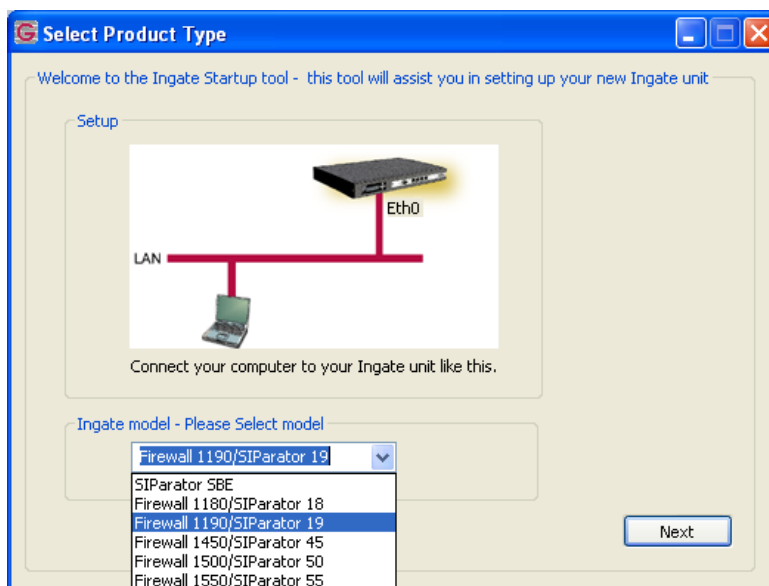 Select Product Type
Welcome to the Ingate Startup tool - this tool will assist you in setting up your new Ingate unit
Setup
Eth0
LAN
Connect your computer to your Ingate unit like this.
Ingate model - Please Select model
Firewall 1190/SIParator 19
SIParator SBE
Firewall 1180/SIParator 18
Firewall 1190/SIParator 19
Firewall 1450/SIParator 45
Firewall 1500/SIParator 50
Firewall 1550/SIParator 55
Next